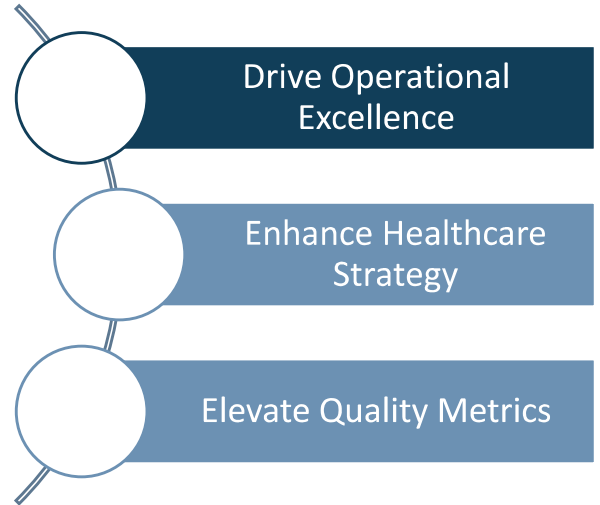 Drive Operational
Excellence
Enhance Healthcare
Strategy
Elevate Quality Metrics